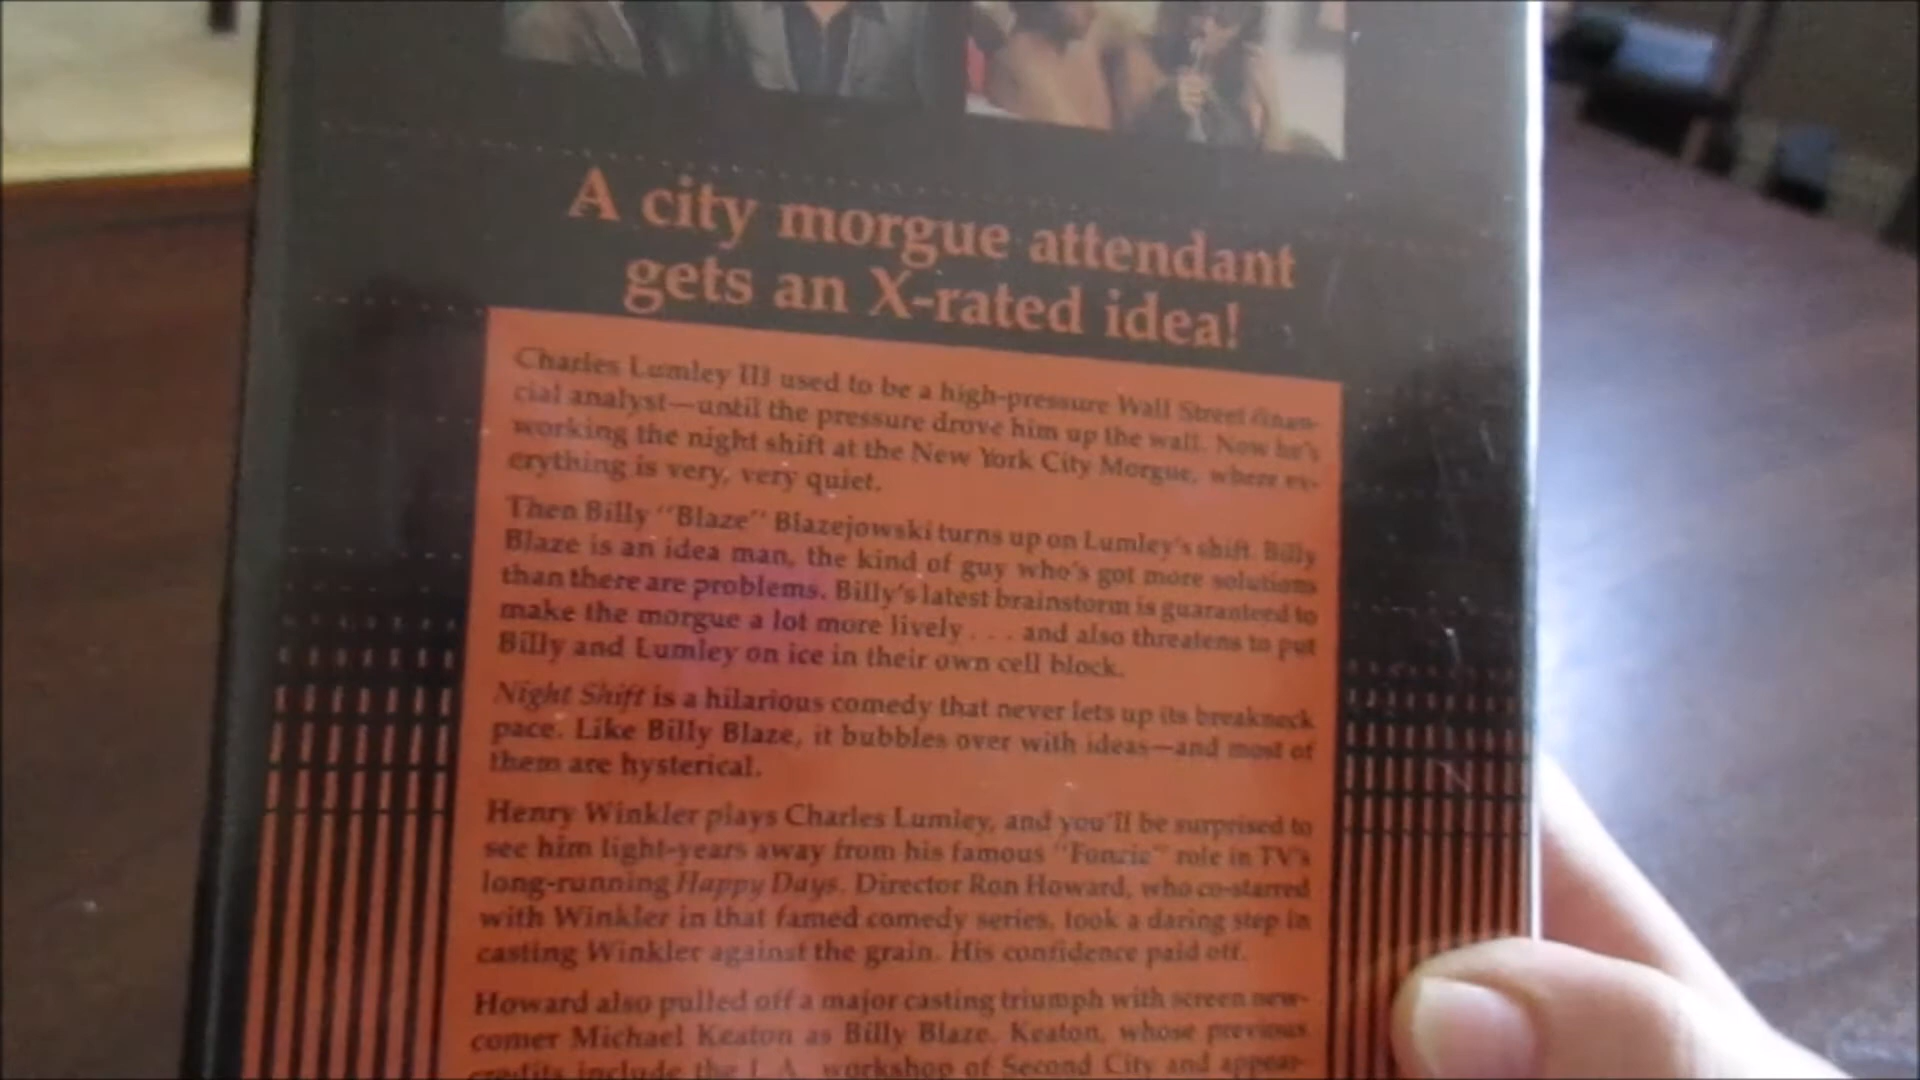 A city morgue attendant
gets an X-rated idea!
Charles Lumley III used to be a high-pressure Wall Street finan-
cial analyst—until the pressure drove him up the wall. Now he's
working the night shift at the New York City Morgue, where ev-
erything is very, very quiet.
Then Billy "Blaze" Blazejowski turns up on Lumley's shift. Billy
Blaze is an idea man, the kind of guy who's got more solutions
than there are problems. Billy's latest brainstorm is guaranteed to
make the morgue a lot more lively . . . and also threatens to put
Billy and Lumley on ice in their own cell block.
Night Shift is a hilarious comedy that never lets up its breakneck
pace. Like Billy Blaze, it bubbles over with ideas—and most of
them are hysterical.
Henry Winkler plays Charles Lumley, and you'll be surprised to
see him light-years away from his famous "Fonzie" role in TV's
long-running Happy Days. Director Ron Howard, who co-starred
with Winkler in that famed comedy series, took a daring step in
casting Winkler against the grain. His confidence paid off.
Howard also pulled off a major casting triumph with screen new-
comer Michael Keaton as Billy Blaze. Keaton, whose previous
credits include the L.A. workshop of Second City and appear-